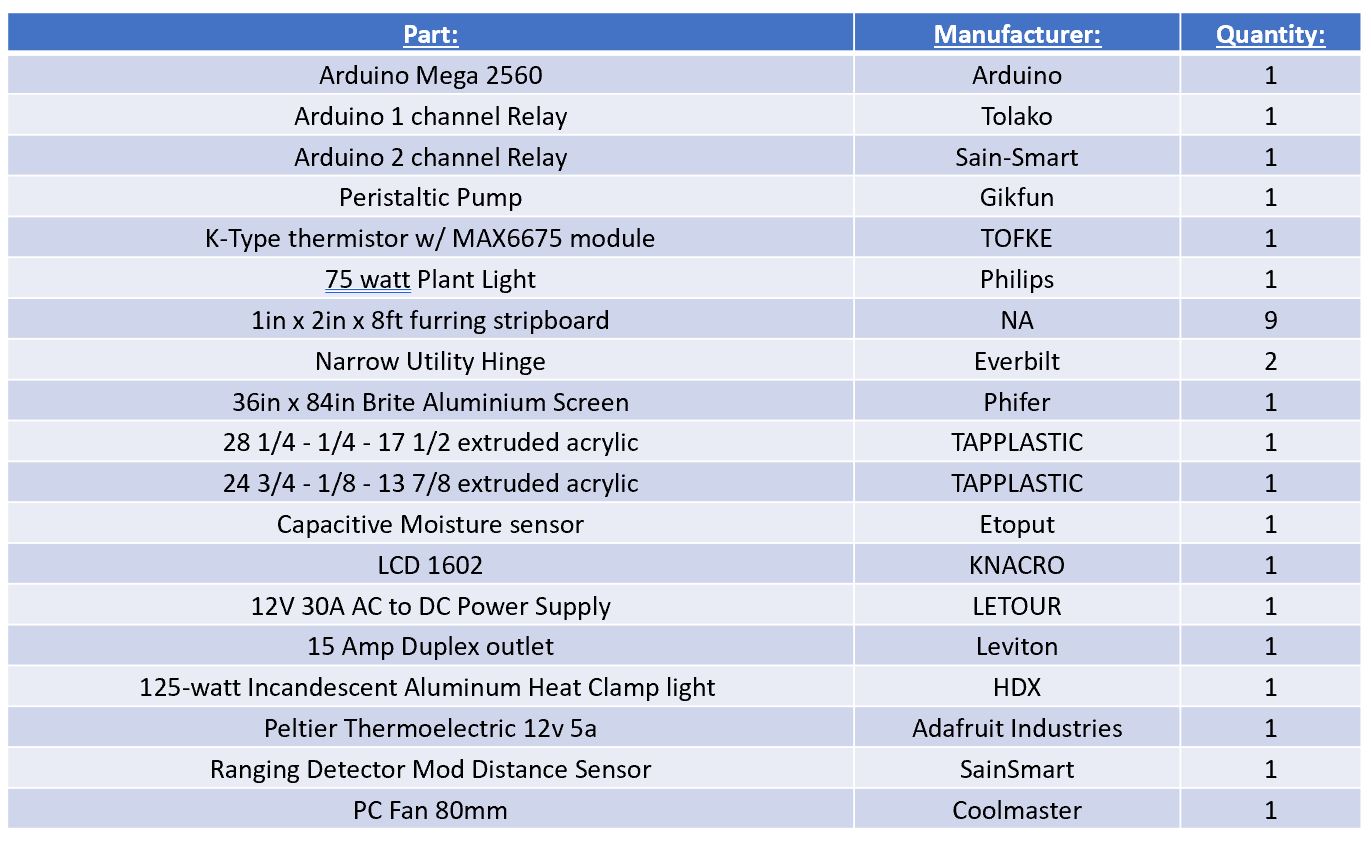 Part: Manufacturer: Quantity:
Arduino Mega 2560 Arduino 1
Arduino 1 channel Relay Tolako 1
Arduino 2 channel Relay Sain-Smart 1
Peristaltic Pump Gikfun 1
K-Type thermistor w/ MAX6675 module TOFKE 1
75 watt Plant Light Philips 1
1in x 2in x 8ft furring stripboard NA 9
Narrow Utility Hinge Everbilt 2
36in x 84in Brite Aluminium Screen Phifer 1
28 1/4 - 1/4 - 17 1/2 extruded acrylic TAPPLASTIC 1
24 3/4 - 1/8 - 13 7/8 extruded acrylic TAPPLASTIC 1
Capacitive Moisture sensor Etoput 1
LCD 1602 KNACRO 1
12V 30A AC to DC Power Supply LETOUR 1
15 Amp Duplex outlet Leviton 1
125-watt Incandescent Aluminum Heat Clamp light HDX 1
Peltier Thermoelectric 12v 5a Adafruit Industries 1
Ranging Detector Mod Distance Sensor SainSmart 1
PC Fan 80mm Coolmaster 1